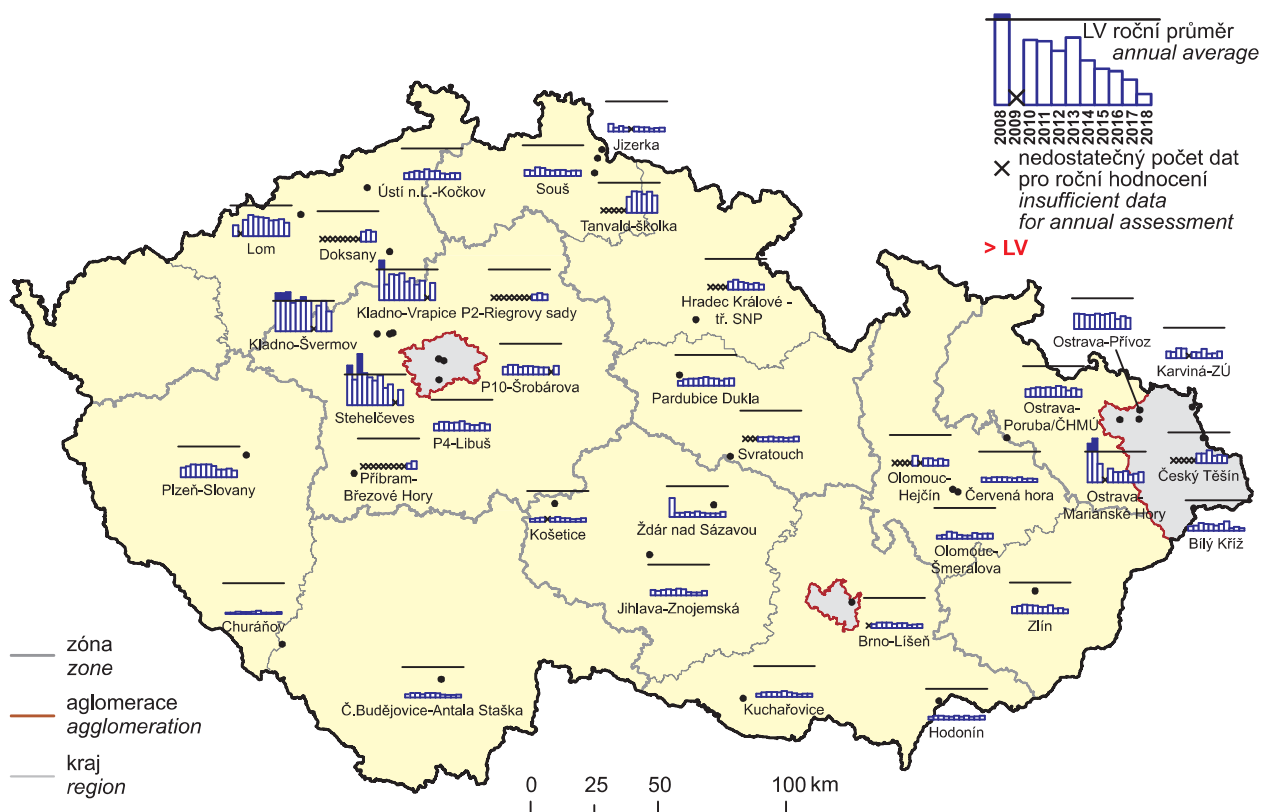 LV roční průměr
annual average
2008
2009
2010
2011
2012
2013
2014
2015
2016
2017
2018
nedostatečný počet dat
pro roční hodnocení
insufficient data
for annual assessment
> LV
Jizerka
Ústí n.L.-Kočkov
Souš
Tanvald-školka
Lom
Doksany
Kladno-Vrapice
P2-Riegrovy sady
Hradec Králové -
tř. SNP
Ostrava-Přívoz
Karviná-ZÚ
Kladno-Švermov
P10-Šrobárova
Pardubice Dukla
Ostrava-
Poruba/ČHMÚ
Stehelčeves
P4-Libuš
Svratouch
Plzeň-Slovany
Příbram-
Březové Hory
Olomouc-
Hejčín
Červená hora
Ostrava-
Mariánské Hory
Český Těšín
Košetice
Ždár nad Sázavou
Olomouc-
Šmeralova
Bílý Kříž
Churáňov
Jihlava-Znojemská
Brno-Líšeň
Zlín
Č.Budějovice-Antala Staška
Kuchařovice
Hodonín
zóna
zone
aglomerace
agglomeration
kraj
region
0 25 50 100 km